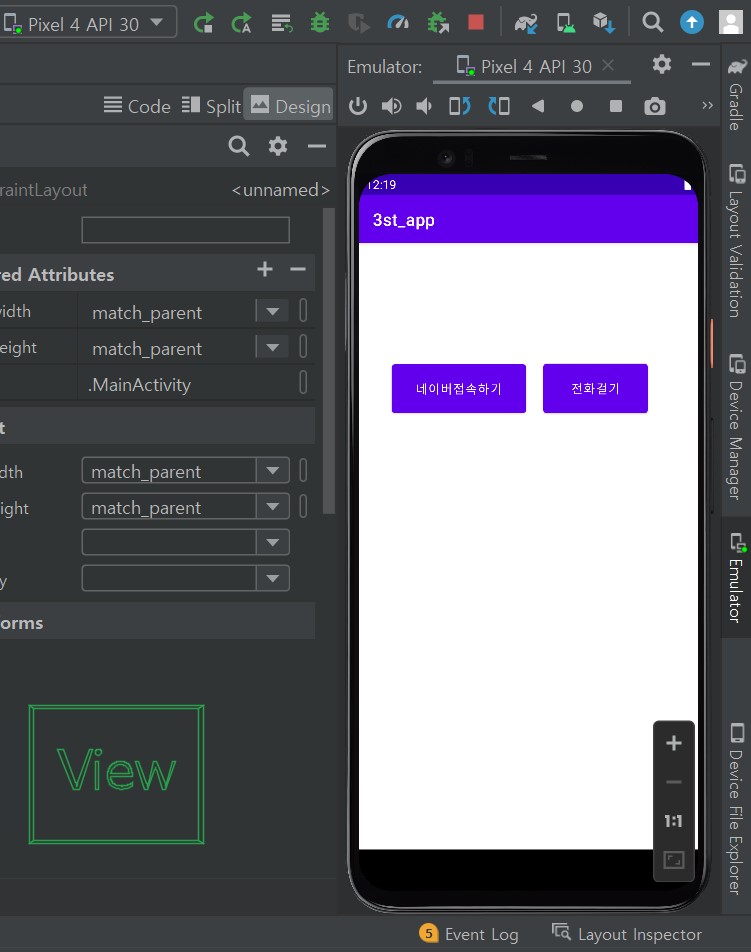 Pixel 4 API 30
Emulator: Pixel 4 API 30
Code Split Design
raintLayout <unnamed>
red Attributes
idth match_parent
eight match_parent
.MainActivity
t
dth match_parent
ight match_parent
y
orms
View
12:19
3st_app
네이버접속하기 전화걸기
1:1
Gradle
Layout Validation
Device Manager
Emulator
Device File Explorer
5 Event Log Layout Inspector